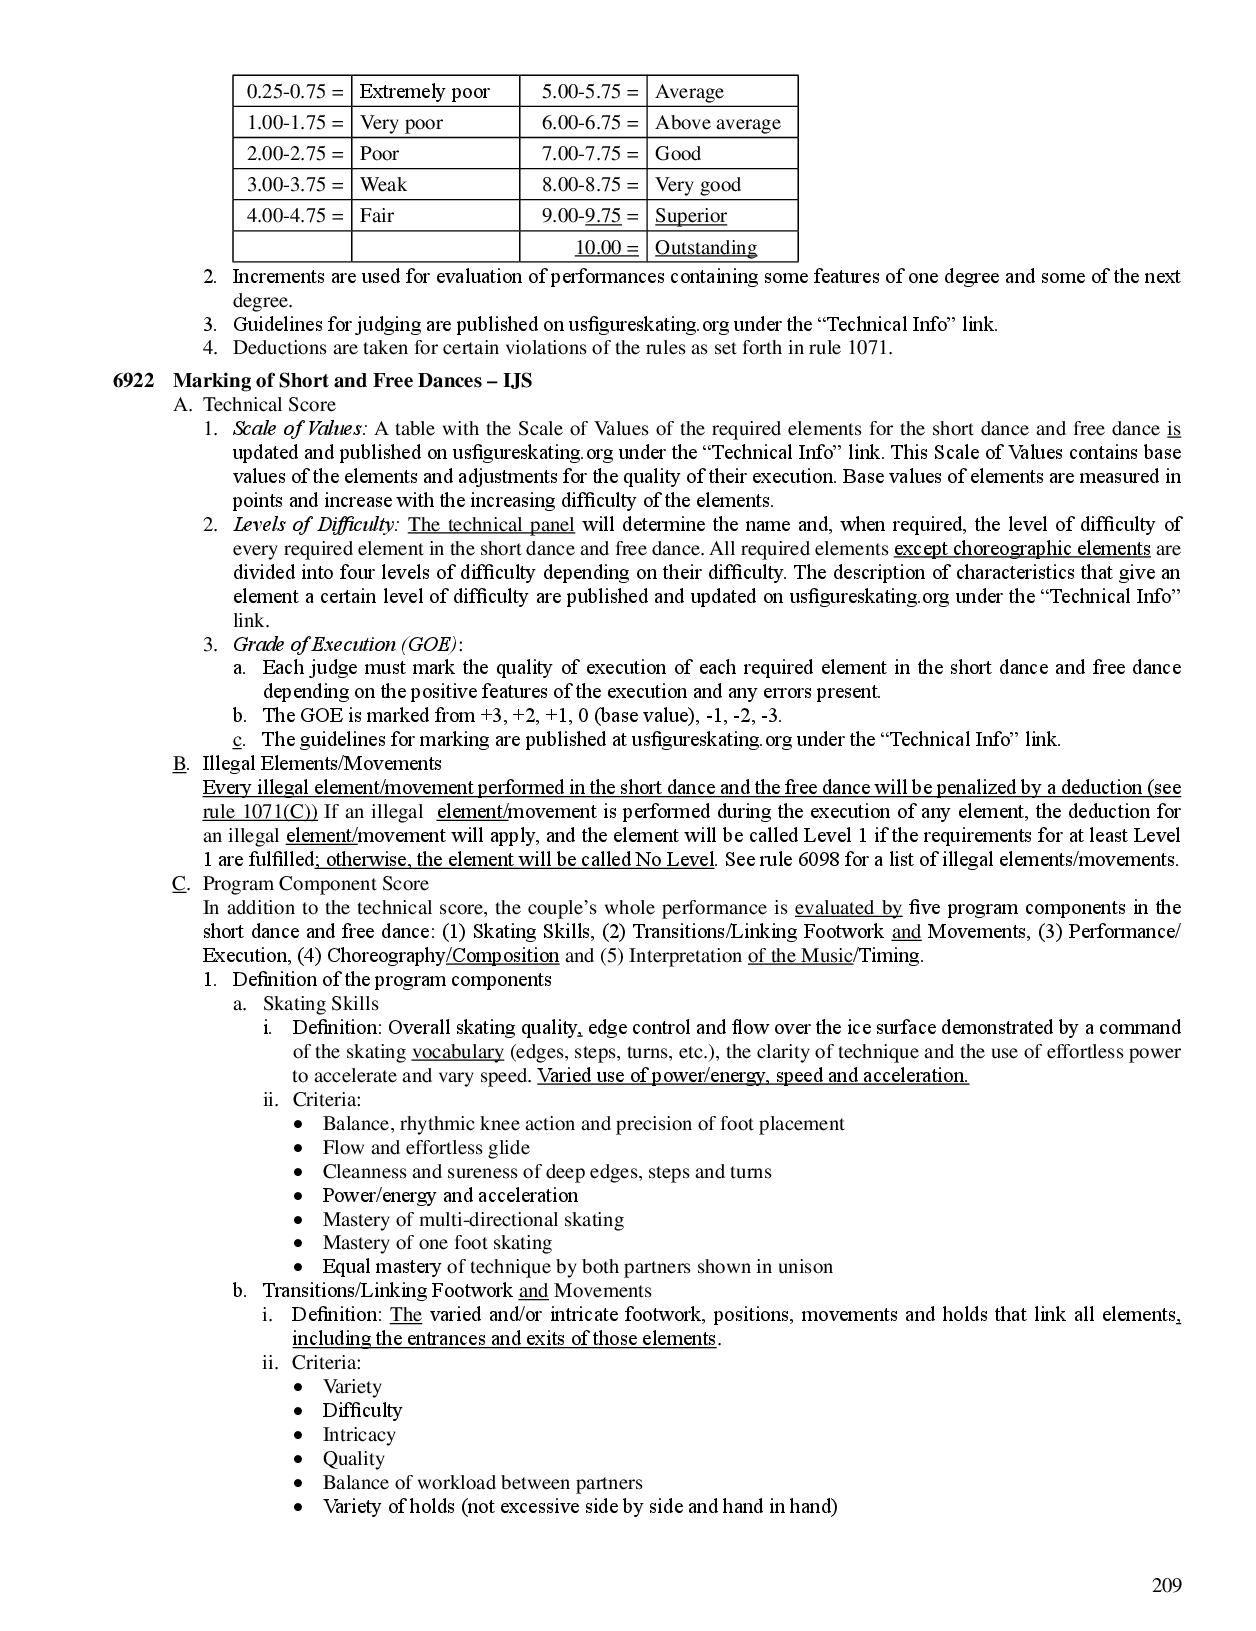 0.25-0.75 = Extremely poor 5.00-5.75 = Average
1.00-1.75 = Very poor 6.00-6.75 = Above average
2.00-2.75 = Poor 7.00-7.75 = Good
3.00-3.75 = Weak 8.00-8.75 = Very good
4.00-4.75 = Fair 9.00-9.75 = Superior
10.00 = Outstanding
2. Increments are used for evaluation of performances containing some features of one degree and some of the next
degree.
3. Guidelines for judging are published on usfigureskating.org under the “Technical Info” link.
4. Deductions are taken for certain violations of the rules as set forth in rule 1071.
6922 Marking of Short and Free Dances – IJS
A. Technical Score
1. Scale of Values: A table with the Scale of Values of the required elements for the short dance and free dance is
updated and published on usfigureskating.org under the “Technical Info” link. This Scale of Values contains base
values of the elements and adjustments for the quality of their execution. Base values of elements are measured in
points and increase with the increasing difficulty of the elements.
2. Levels of Difficulty: The technical panel will determine the name and, when required, the level of difficulty of
every required element in the short dance and free dance. All required elements except choreographic elements are
divided into four levels of difficulty depending on their difficulty. The description of characteristics that give an
element a certain level of difficulty are published and updated on usfigureskating.org under the “Technical Info”
link.
3. Grade of Execution (GOE):
a. Each judge must mark the quality of execution of each required element in the short dance and free dance
depending on the positive features of the execution and any errors present.
b. The GOE is marked from +3, +2, +1, 0 (base value), -1, -2, -3.
c. The guidelines for marking are published at usfigureskating.org under the “Technical Info” link.
B. Illegal Elements/Movements
Every illegal element/movement performed in the short dance and the free dance will be penalized by a deduction (see
rule 1071(C)) If an illegal element/movement is performed during the execution of any element, the deduction for
an illegal element/movement will apply, and the element will be called Level 1 if the requirements for at least Level
1 are fulfilled; otherwise, the element will be called No Level. See rule 6098 for a list of illegal elements/movements.
C. Program Component Score
In addition to the technical score, the couple’s whole performance is evaluated by five program components in the
short dance and free dance: (1) Skating Skills, (2) Transitions/Linking Footwork and Movements, (3) Performance/
Execution, (4) Choreography/Composition and (5) Interpretation of the Music/Timing.
1. Definition of the program components
a. Skating Skills
i. Definition: Overall skating quality, edge control and flow over the ice surface demonstrated by a command
of the skating vocabulary (edges, steps, turns, etc.), the clarity of technique and the use of effortless power
to accelerate and vary speed. Varied use of power/energy, speed and acceleration.
ii. Criteria:
• Balance, rhythmic knee action and precision of foot placement
• Flow and effortless glide
• Cleanness and sureness of deep edges, steps and turns
• Power/energy and acceleration
• Mastery of multi-directional skating
• Mastery of one foot skating
• Equal mastery of technique by both partners shown in unison
b. Transitions/Linking Footwork and Movements
i. Definition: The varied and/or intricate footwork, positions, movements and holds that link all elements,
including the entrances and exits of those elements.
ii. Criteria:
• Variety
• Difficulty
• Intricacy
• Quality
• Balance of workload between partners
• Variety of holds (not excessive side by side and hand in hand)
209